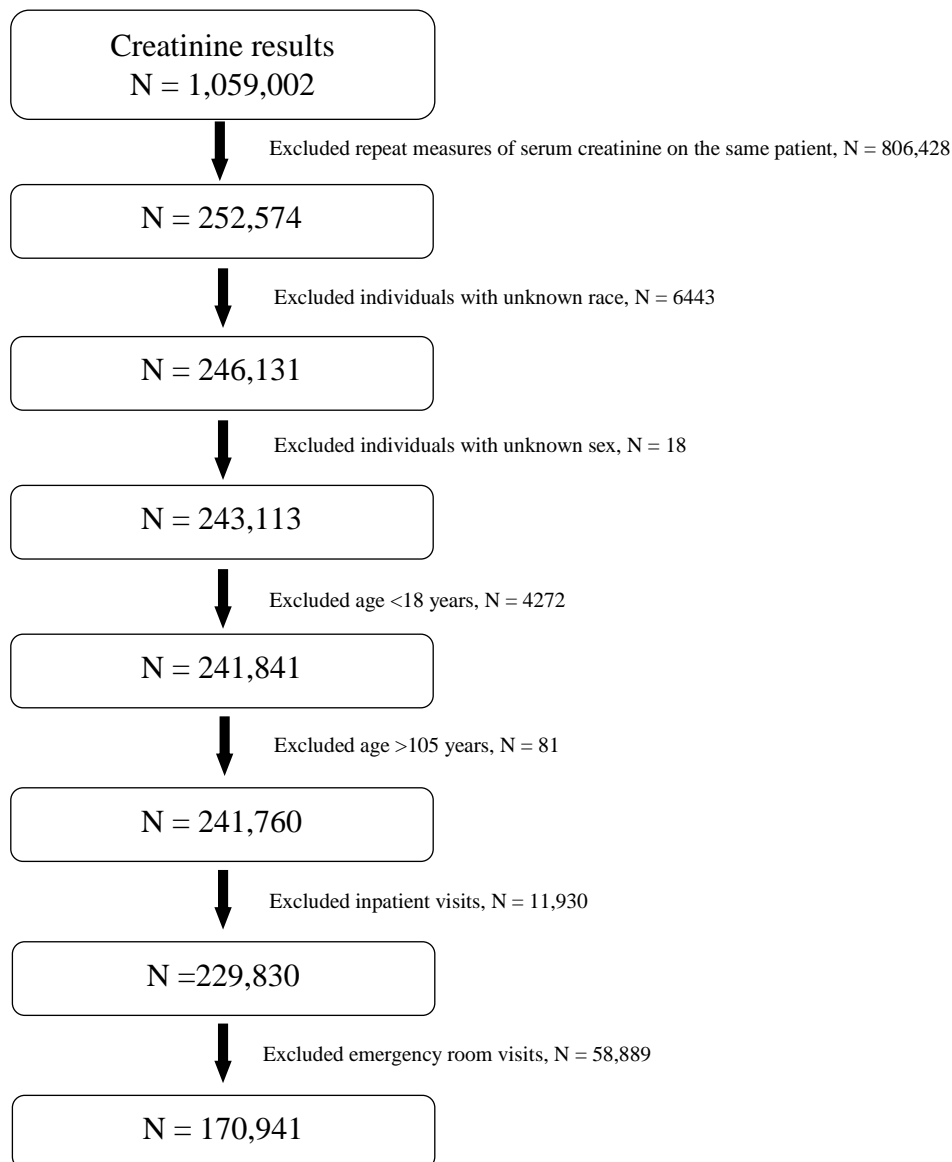 Creatinine results
N = 1,059,002
Excluded repeat measures of serum creatinine on the same patient, N = 806,428
N = 252,574
Excluded individuals with unknown race, N = 6443
N = 246,131
Excluded individuals with unknown sex, N = 18
N = 243,113
Excluded age <18 years, N = 4272
N = 241,841
Excluded age >105 years, N = 81
N = 241,760
Excluded inpatient visits, N = 11,930
N =229,830
Excluded emergency room visits, N = 58,889
N = 170,941